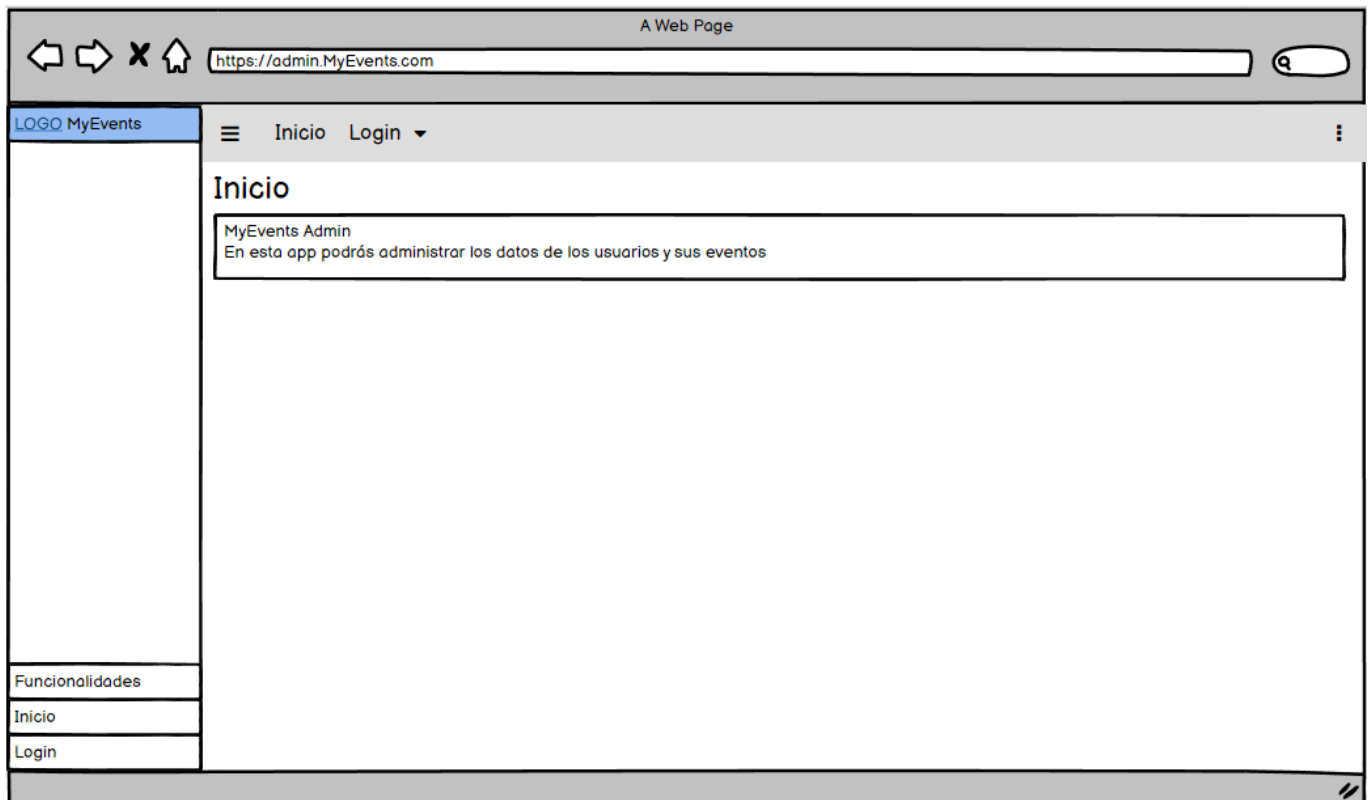 A Web Page
https://admin.MyEvents.com
LOGO MyEvents
Inicio Login
Inicio
MyEvents Admin
En esta app podrás administrar los datos de los usuarios y sus eventos
Funcionalidades
Inicio
Login